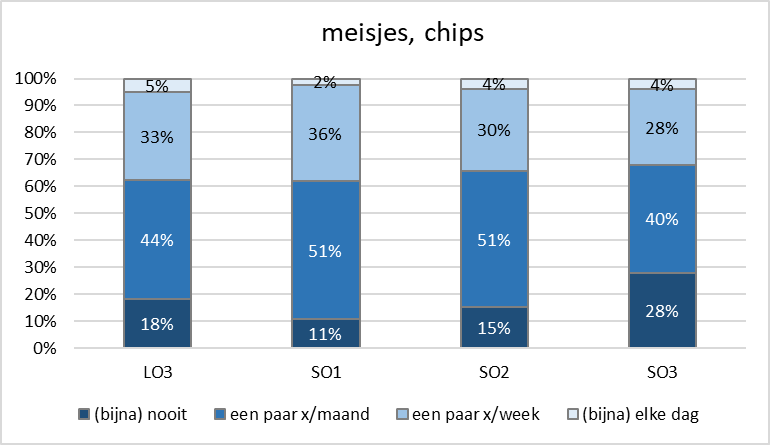 meisjes, chips
100%
90%
80%
70%
60%
50%
40%
30%
20%
10%
0%
5% 2% 4% 4%
33% 36% 30% 28%
44% 51% 51% 40%
18% 11% 15% 28%
LO3 SO1 SO2 SO3
(bijna) nooit een paar x/maand een paar x/week (bijna) elke dag